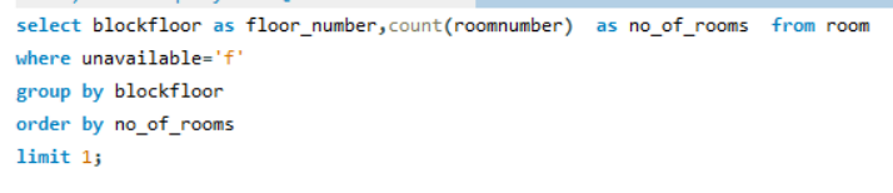 select blockfloor as floor_number,count(roomnumber)  as no_of_rooms  from room
where unavailable='f'
group by blockfloor
order by no_of_rooms
limit 1;